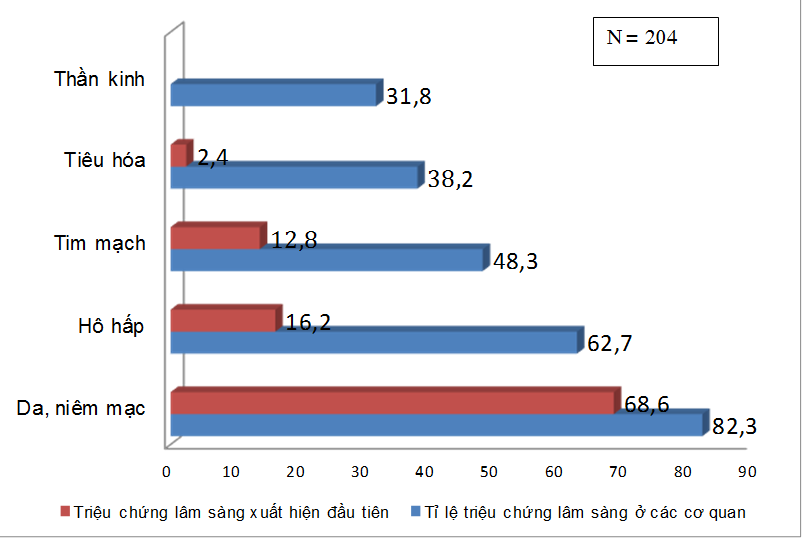 N = 204
Thần kinh
31,8
Tiêu hóa
2,4
38,2
Tim mạch
12,8
48,3
Hô hấp
16,2
62,7
Da, niêm mạc
68,6
82,3
0 10 20 30 40 50 60 70 80 90
Triệu chứng lâm sàng xuất hiện đầu tiên
Tỉ lệ triệu chứng lâm sàng ở các cơ quan